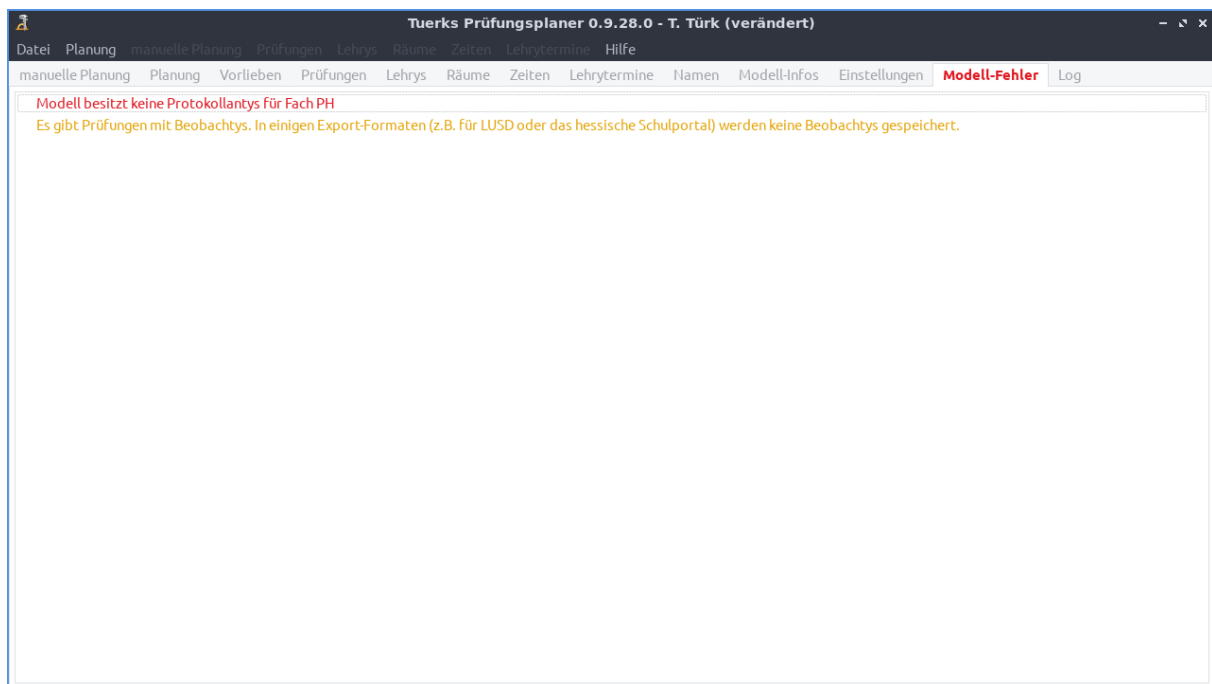 Tuerks Prüfungsplaner 0.9.28.0 - T. Türk (verändert)
Datei Planung manuelle Planung Prüfungen Lehrys Räume Zeiten Lehrytermine Hilfe
manuelle Planung Planung Vorlieben Prüfungen Lehrys Räume Zeiten Lehrytermine Namen Modell-Infos Einstellungen Modell-Fehler Log
Modell besitzt keine Protokollantys für Fach PH
Es gibt Prüfungen mit Beobachtys. In einigen Export-Formaten (z.B. für LUSD oder das hessische Schulportal) werden keine Beobachtys gespeichert.